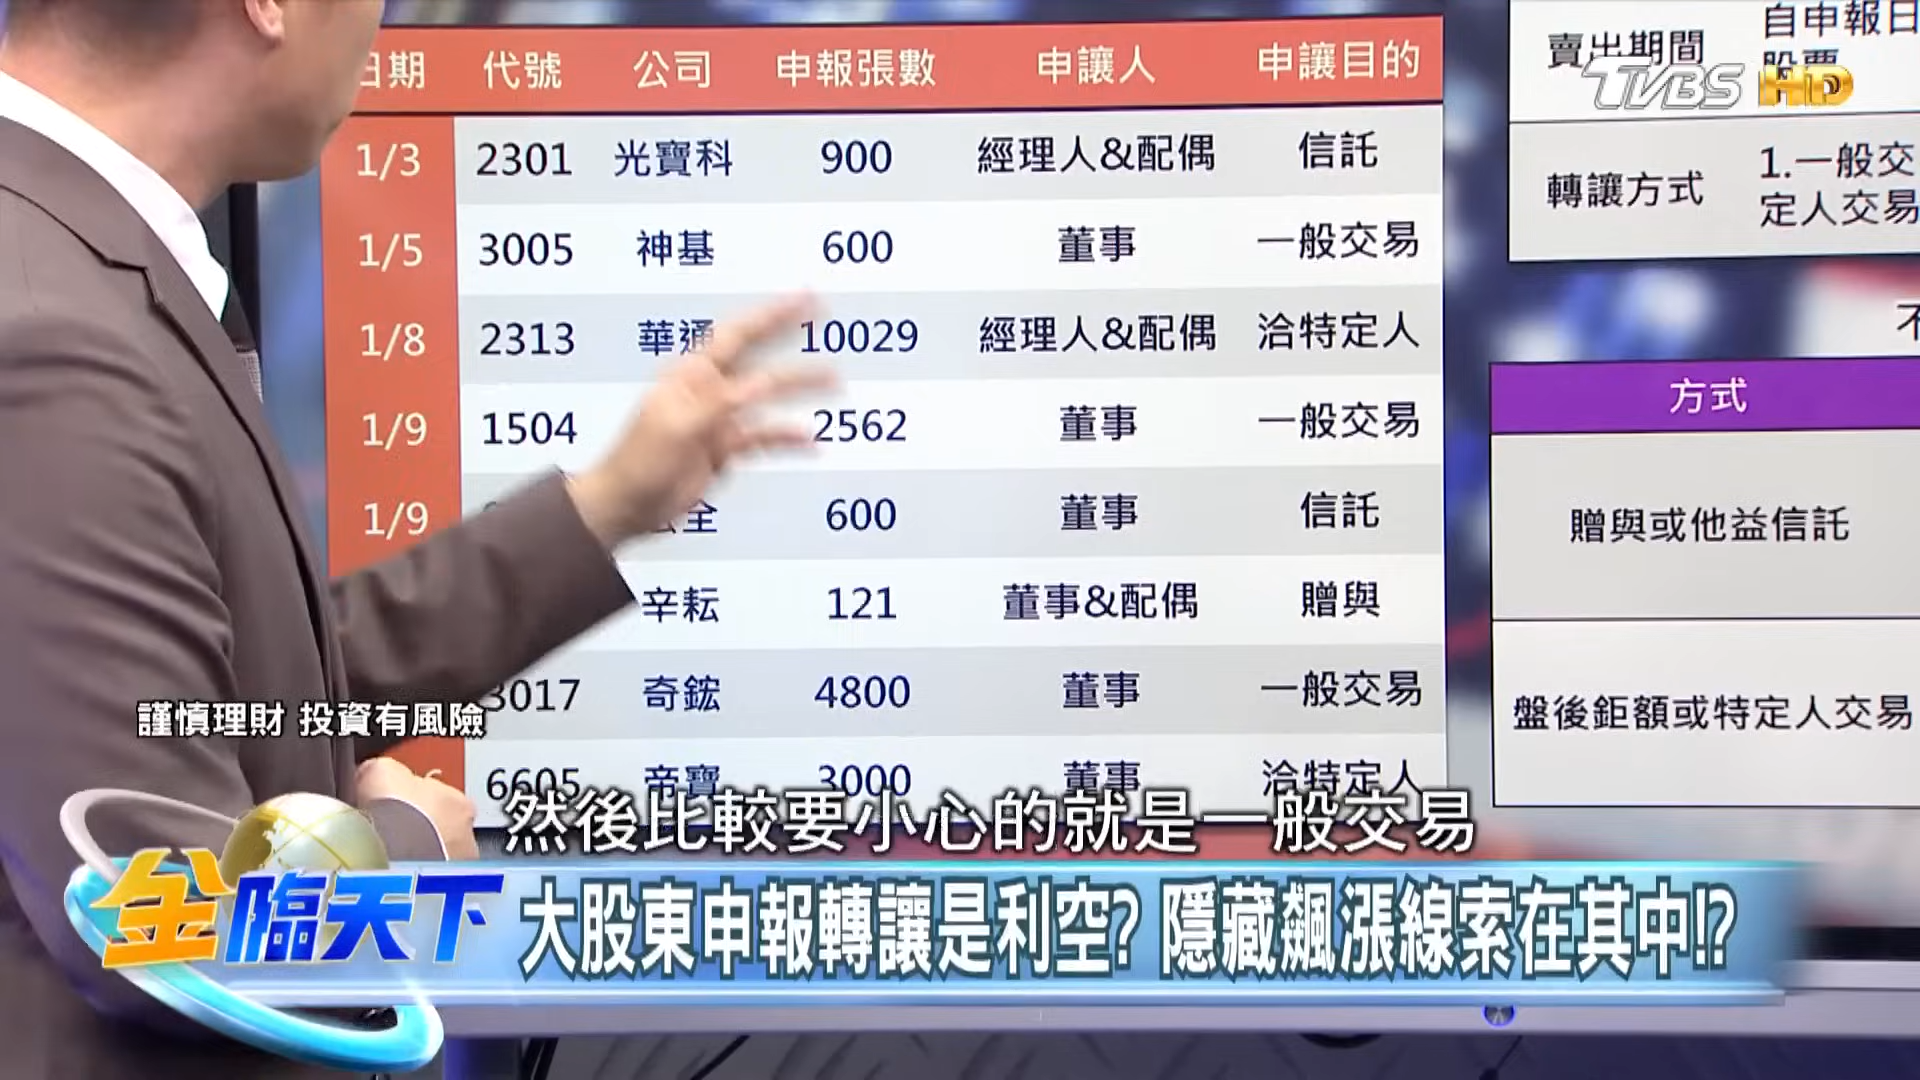 日期 代號 公司 申報張數 申讓人 申讓目的
1/3 2301 光寶科 900 經理人&配偶 信託
1/5 3005 神基 600 董事 一般交易
1/8 2313 華通 10029 經理人&配偶 洽特定人
1/9 1504 2562 董事 一般交易
1/9 全 600 董事 信託
辛耘 121 董事&配偶 贈與
3017 奇鋐 4800 董事 一般交易
6605 帝寶 3000 董事 洽特定人
賣出期間 自申報日
股票
轉讓方式 1.一般交
定人交易
不
方式
贈與或他益信託
盤後鉅額或特定人交易
TVBS HD
謹慎理財 投資有風險
然後比較要小心的就是一般交易
金臨天下
大股東申報轉讓是利空? 隱藏飆漲線索在其中!?